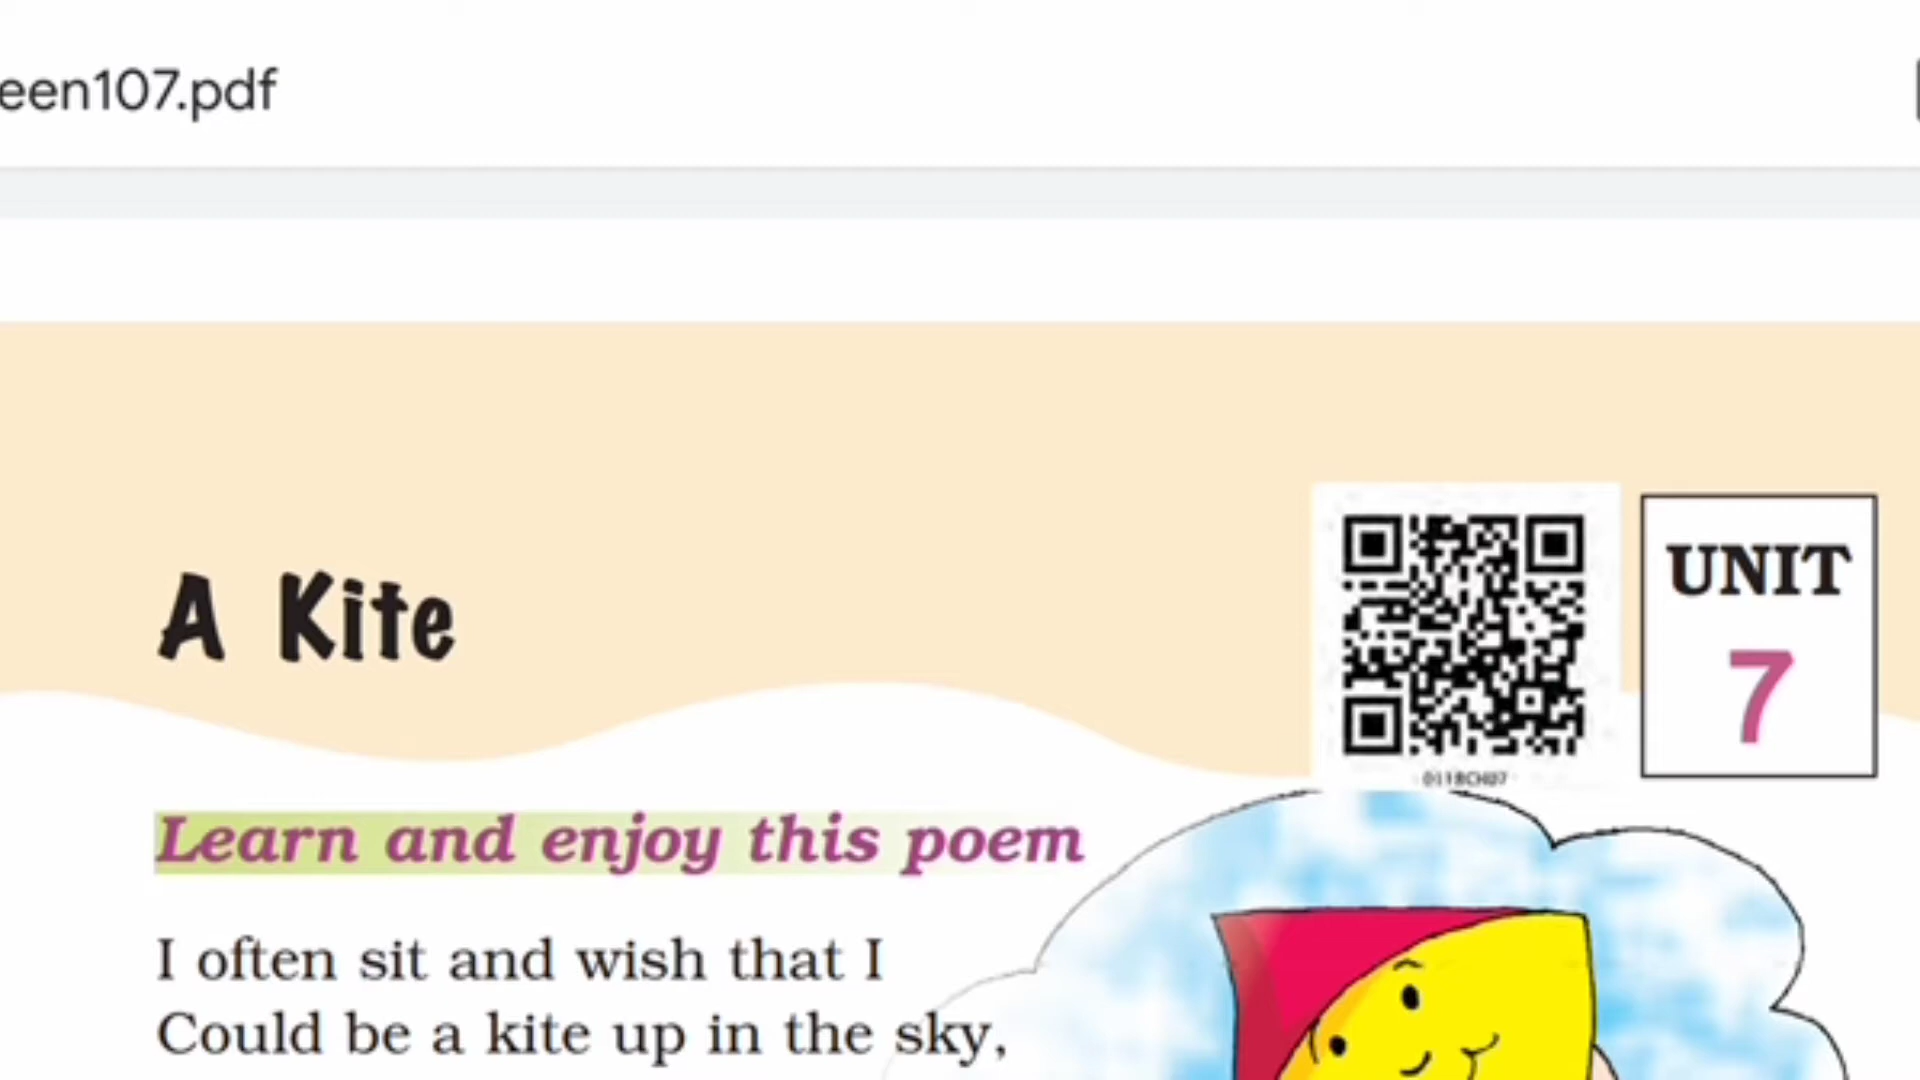 een107.pdf
A Kite
UNIT
7
0118CH07
Learn and enjoy this poem
I often sit and wish that I
Could be a kite up in the sky,